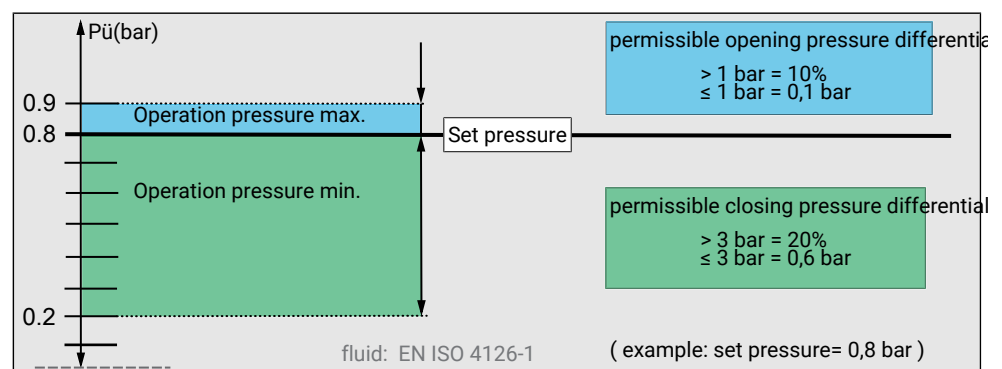 Pü(bar)
permissible opening pressure differentia
> 1 bar = 10%
≤ 1 bar = 0,1 bar
0.9
Operation pressure max.
0.8
Set pressure
Operation pressure min.
permissible closing pressure differential
> 3 bar = 20%
≤ 3 bar = 0,6 bar
0.2
fluid: EN ISO 4126-1
( example: set pressure= 0,8 bar )